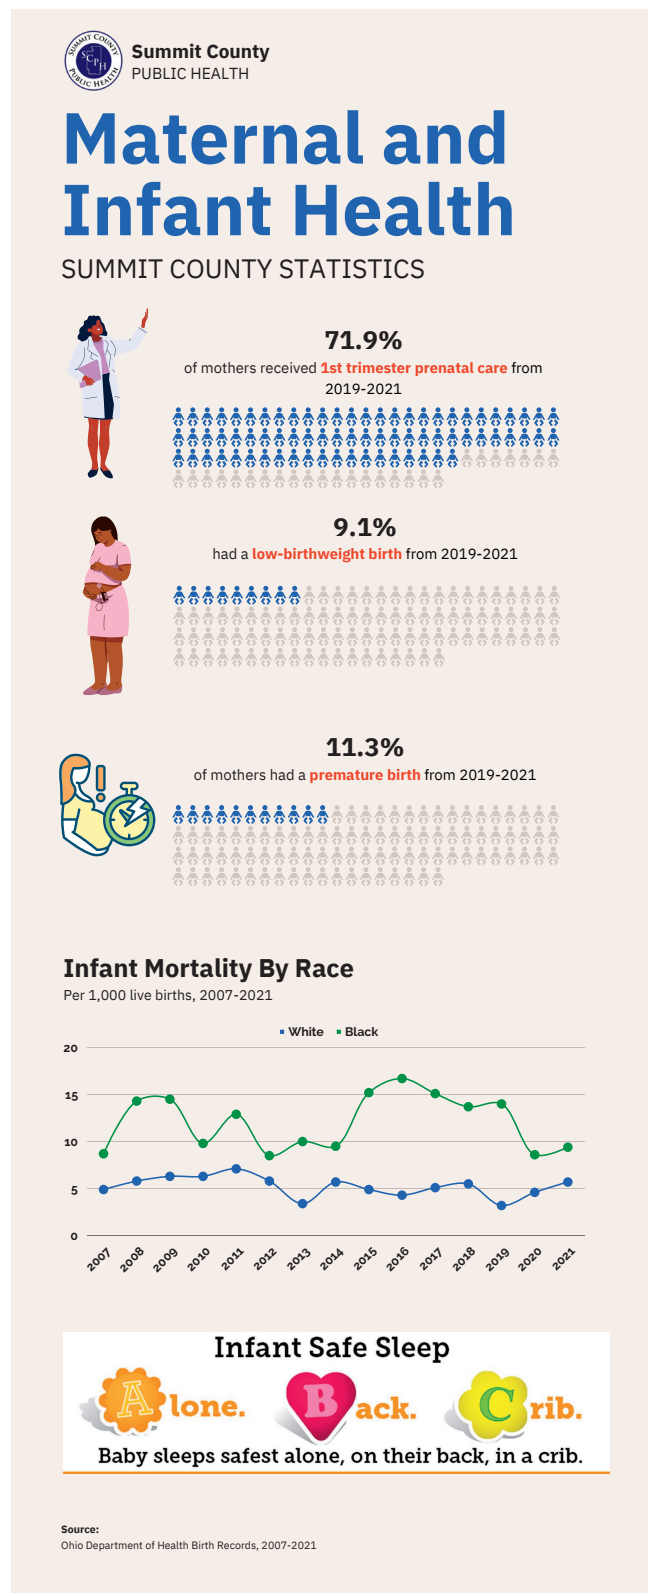 SUMMIT COUNTY
SCPH
PUBLIC HEALTH
Summit County
PUBLIC HEALTH
Maternal and
Infant Health
SUMMIT COUNTY STATISTICS
71.9%
of mothers received 1st trimester prenatal care from
2019-2021
9.1%
had a low-birthweight birth from 2019-2021
11.3%
of mothers had a premature birth from 2019-2021
Infant Mortality By Race
Per 1,000 live births, 2007-2021
White Black
20
15
10
5
0
2007 2008 2009 2010 2011 2012 2013 2014 2015 2016 2017 2018 2019 2020 2021
Infant Safe Sleep
Alone. Back. Crib.
Baby sleeps safest alone, on their back, in a crib.
Source:
Ohio Department of Health Birth Records, 2007-2021